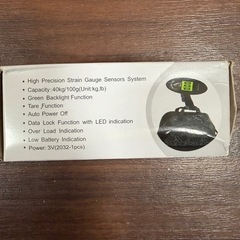 • High Precision Strain Gauge Sensors System
• Capacity:40kg/100g(Unit:kg,lb)
• Green Backlight Function
• Tare Function
• Auto Power Off
• Data Lock Function with LED indication
• Over Load Indication
• Low Battery Indication
• Power: 3V(2032-1pcs)